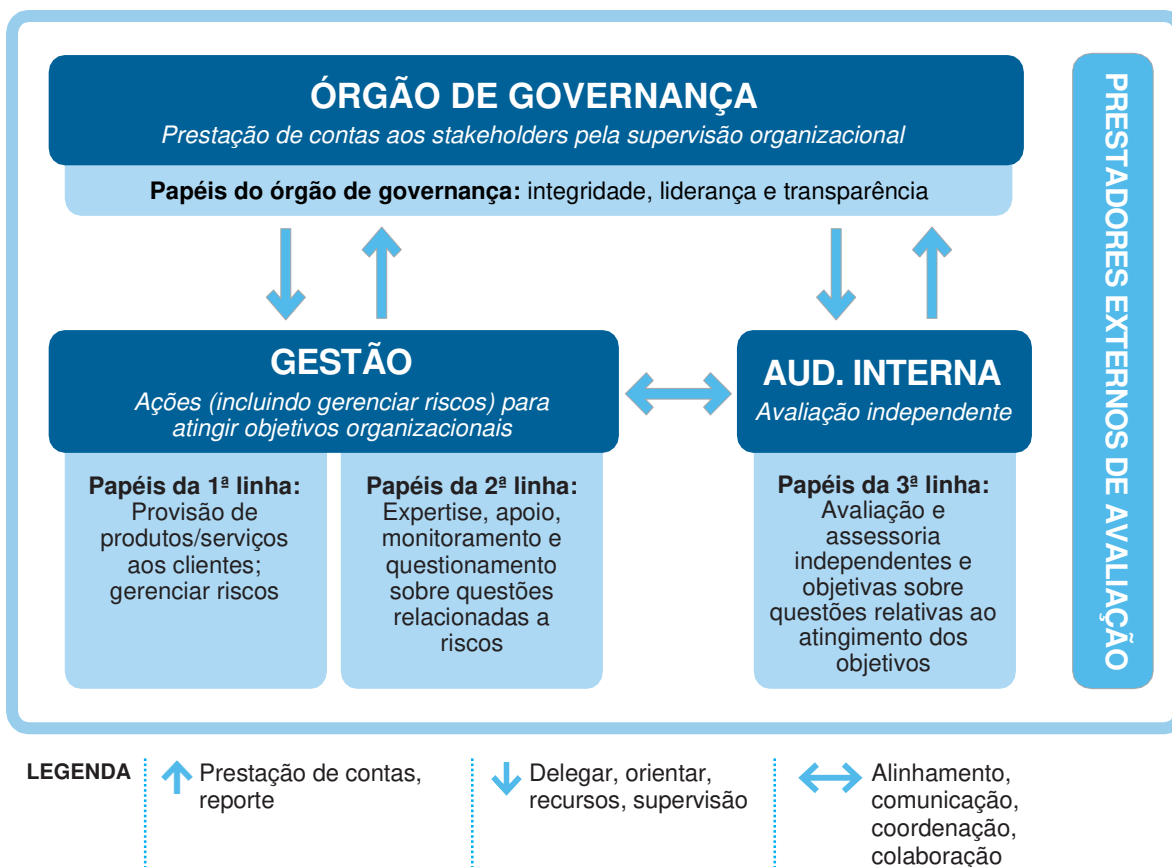 ÓRGÃO DE GOVERNANÇA
Prestação de contas aos stakeholders pela supervisão organizacional
Papéis do órgão de governança: integridade, liderança e transparência
GESTÃO
Ações (incluindo gerenciar riscos) para
atingir objetivos organizacionais
Papéis da 1ª linha:
Provisão de
produtos/serviços
aos clientes;
gerenciar riscos
Papéis da 2ª linha:
Expertise, apoio,
monitoramento e
questionamento
sobre questões
relacionadas a
riscos
AUD. INTERNA
Avaliação independente
Papéis da 3ª linha:
Avaliação e
assessoria
independentes e
objetivas sobre
questões relativas ao
atingimento dos
objetivos
PRESTADORES EXTERNOS DE AVALIAÇÃO
LEGENDA
Prestação de contas,
reporte
Delegar, orientar,
recursos, supervisão
Alinhamento,
comunicação,
coordenação,
colaboração